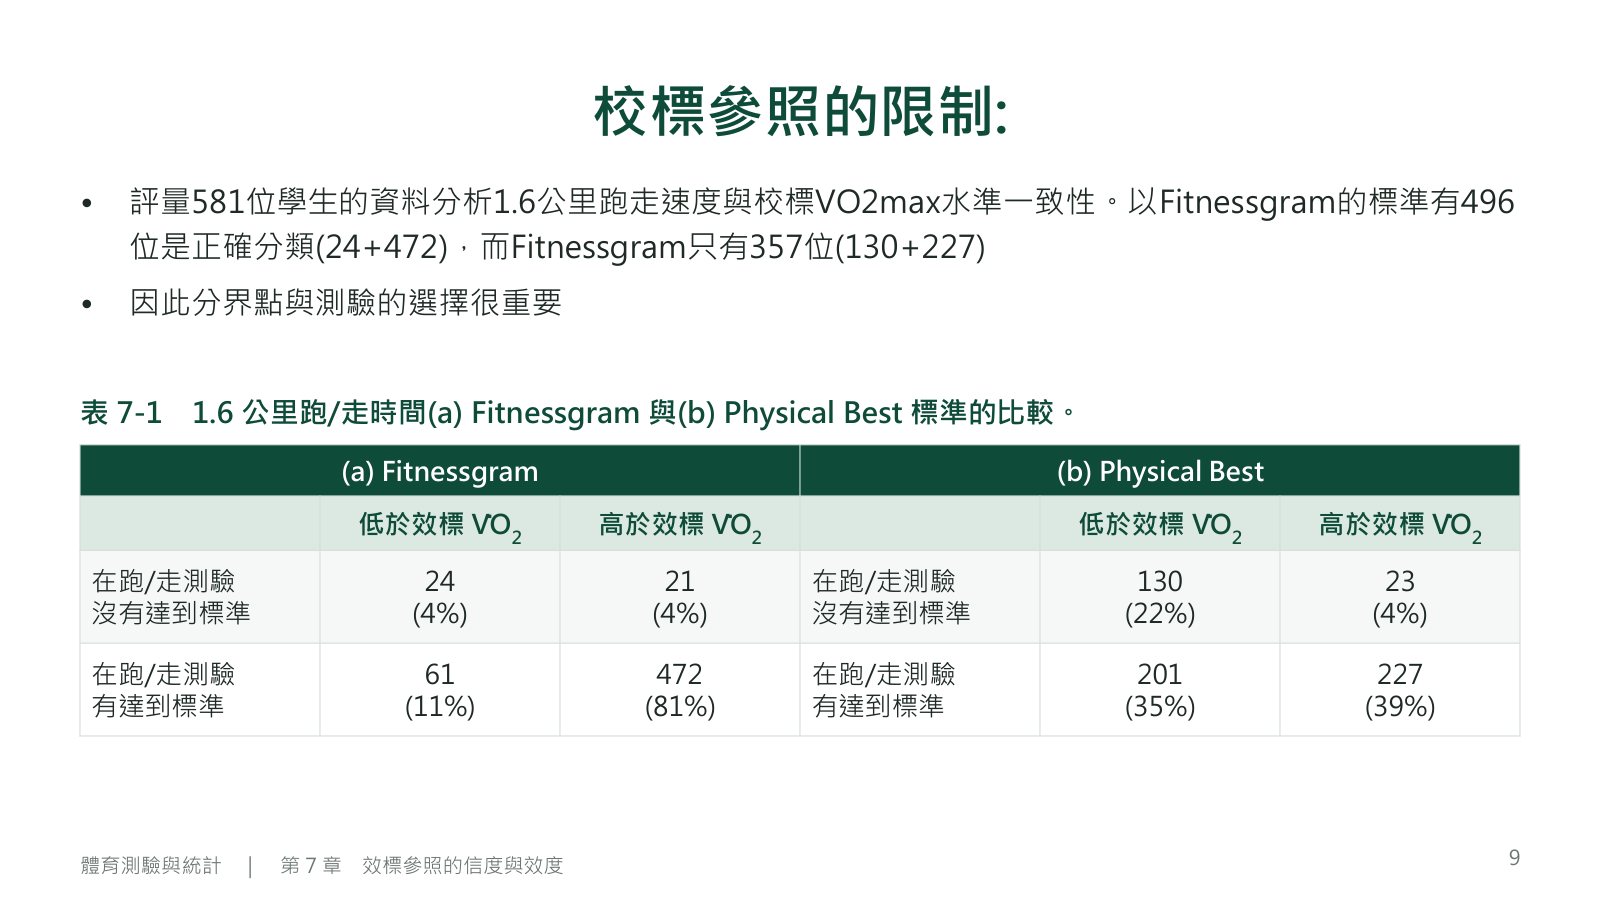 校標參照的限制:
• 評量581位學生的資料分析1.6公里跑走速度與校標VO2max水準一致性。以Fitnessgram的標準有496
位是正確分類(24+472)，而Fitnessgram只有357位(130+227)
• 因此分界點與測驗的選擇很重要
表 7-1 1.6 公里跑/走時間(a) Fitnessgram 與(b) Physical Best 標準的比較。
(a) Fitnessgram (b) Physical Best
低於效標 V̇O₂ 高於效標 V̇O₂ 低於效標 V̇O₂ 高於效標 V̇O₂
在跑/走測驗 24 21 在跑/走測驗 130 23
沒有達到標準 (4%) (4%) 沒有達到標準 (22%) (4%)
在跑/走測驗 61 472 在跑/走測驗 201 227
有達到標準 (11%) (81%) 有達到標準 (35%) (39%)
體育測驗與統計 | 第 7 章 效標參照的信度與效度 9